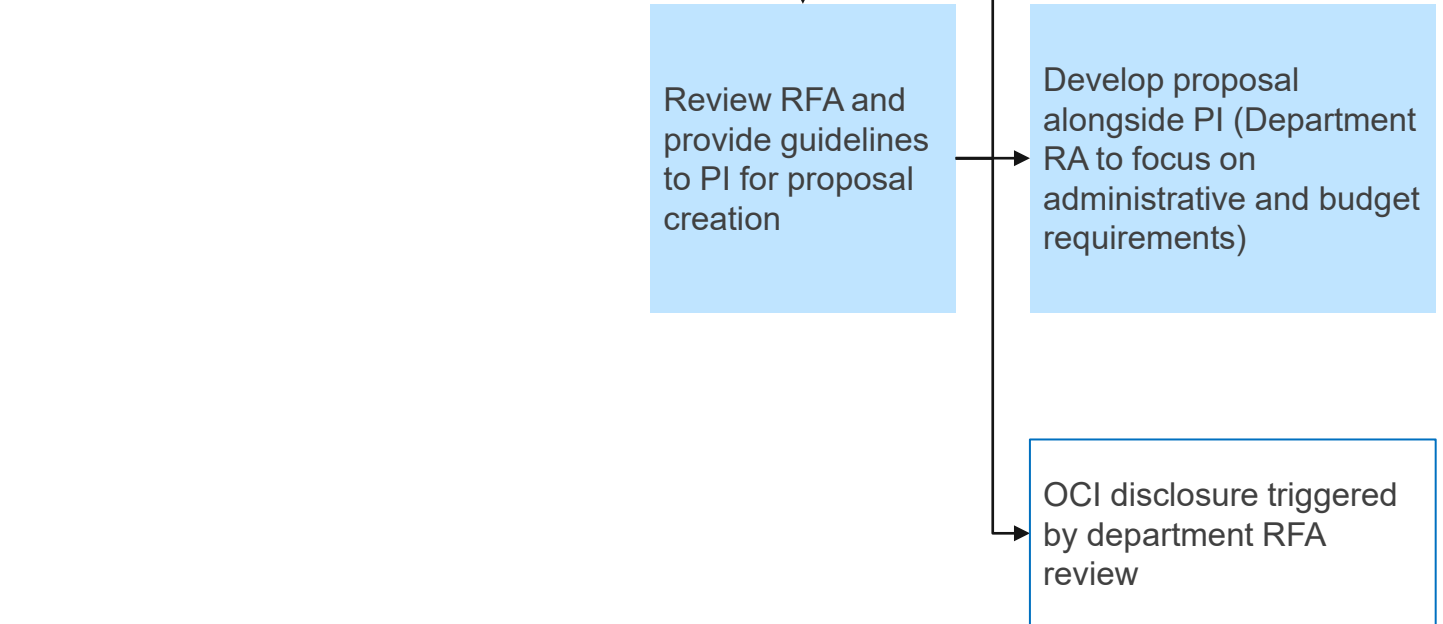 Review RFA and
provide guidelines
to PI for proposal
creation
Develop proposal
alongside PI (Department
RA to focus on
administrative and budget
requirements)
OCI disclosure triggered
by department RFA
review